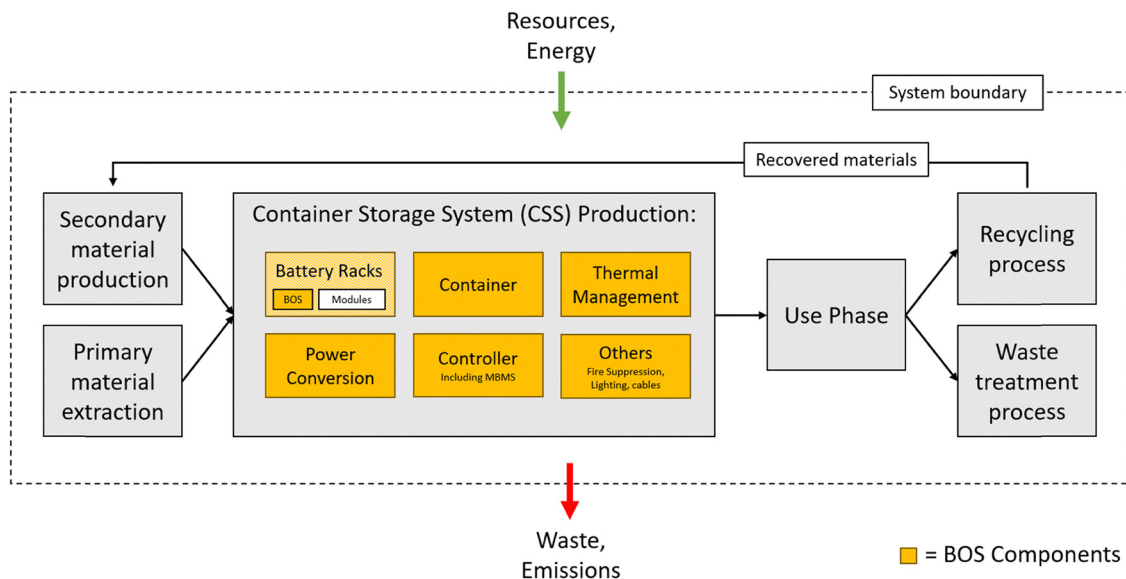 Resources,
Energy
System boundary
Recovered materials
Secondary
material
production
Primary
material
extraction
Container Storage System (CSS) Production:
Battery Racks
BOS
Modules
Container
Thermal
Management
Power
Conversion
Controller
Including MBMS
Others
Fire Suppression,
Lighting, cables
Use Phase
Recycling
process
Waste
treatment
process
Waste,
Emissions
= BOS Components